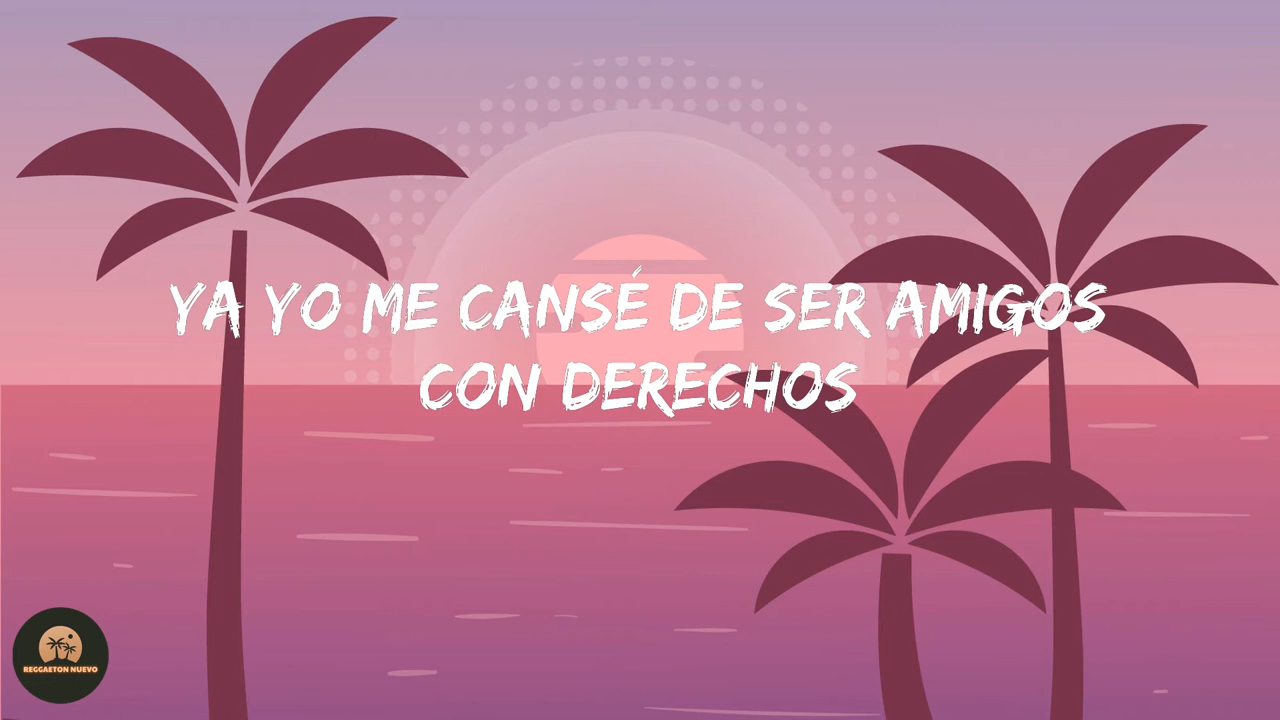 YA YO ME CANSÉ DE SER AMIGOS
CON DERECHOS
REGGAETON NUEVO